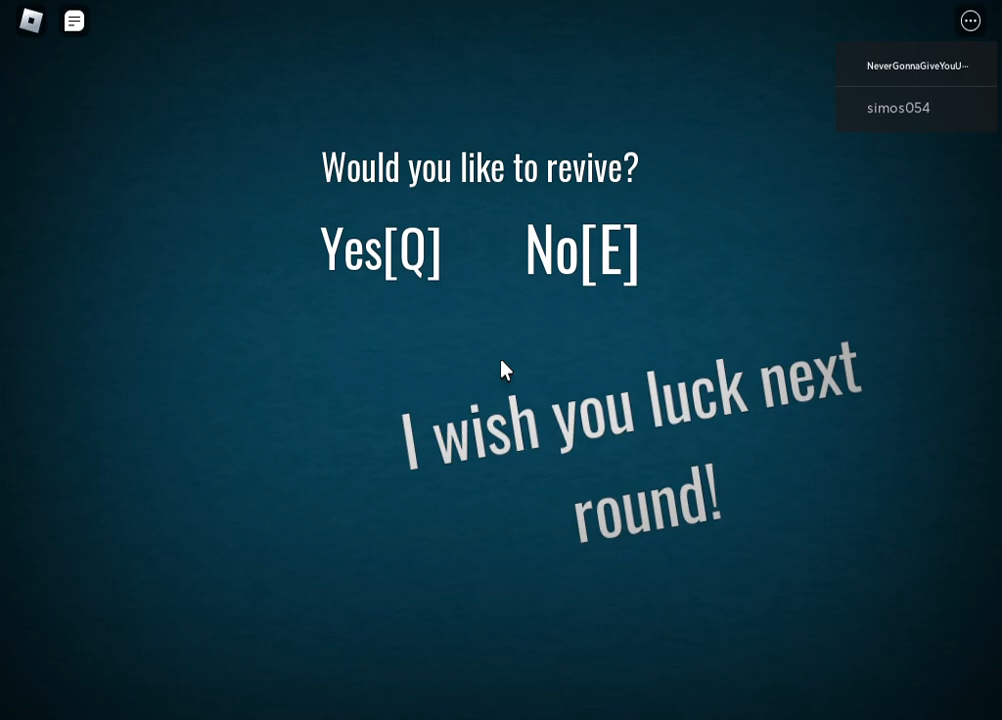 NeverGonnaGiveYouU...
simos054
Would you like to revive?
Yes[Q] No[E]
I wish you luck next
round!